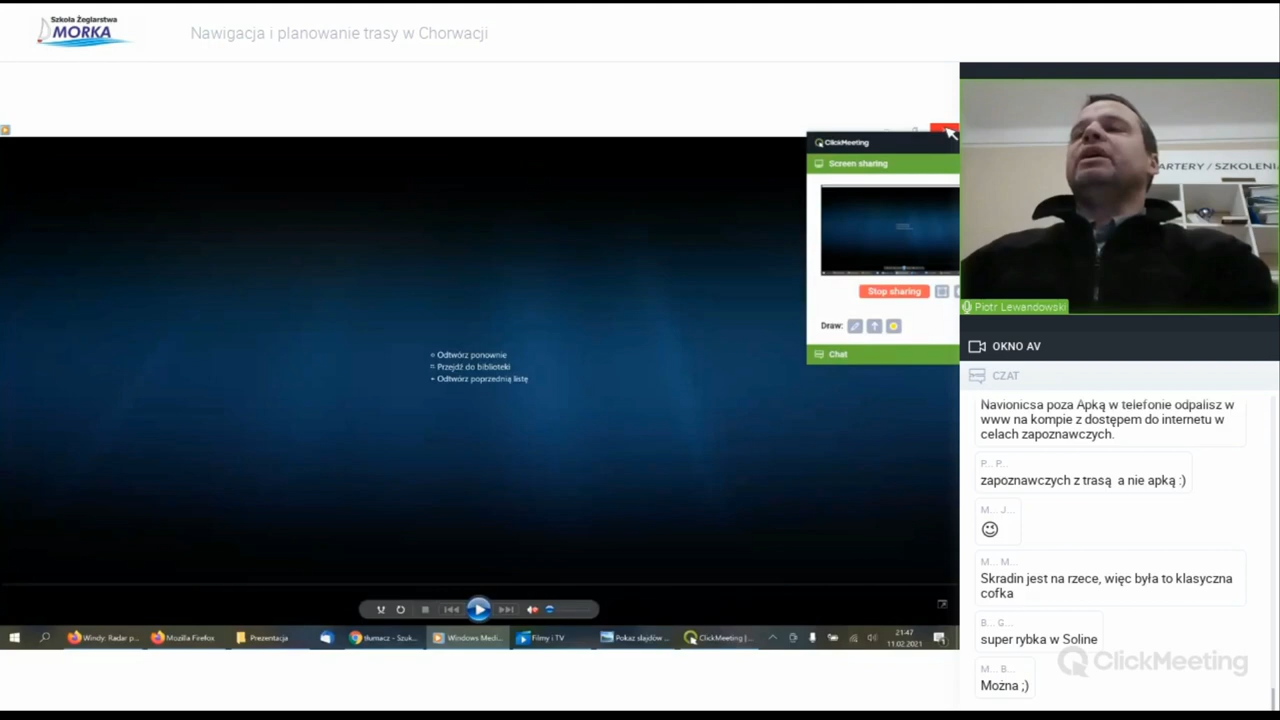 Szkoła Żeglarstwa
MORKA
Nawigacja i planowanie trasy w Chorwacji
ClickMeeting
Screen sharing
Stop sharing
Draw:
Chat
Odtwórz ponownie
Przejdź do biblioteki
Odtwórz poprzednią listę
ARTERY / SZKOLENI
Piotr Lewandowski
OKNO AV
CZAT
Navionicsa poza Apką w telefonie odpalisz w
www na kompie z dostępem do internetu w
celach zapoznawczych.
P... P...
zapoznawczych z trasą a nie apką :)
M... J...
M... M...
Skradin jest na rzece, więc była to klasyczna
cofka
B... G...
super rybka w Soline
M... B...
Można ;)
ClickMeeting
Windy: Radar p...
Mozilla Firefox
Prezentacja
tłumacz - Szuk...
Windows Medi...
Filmy i TV
Pokaz slajdów ...
ClickMeeting |...
21:47
11.02.2021